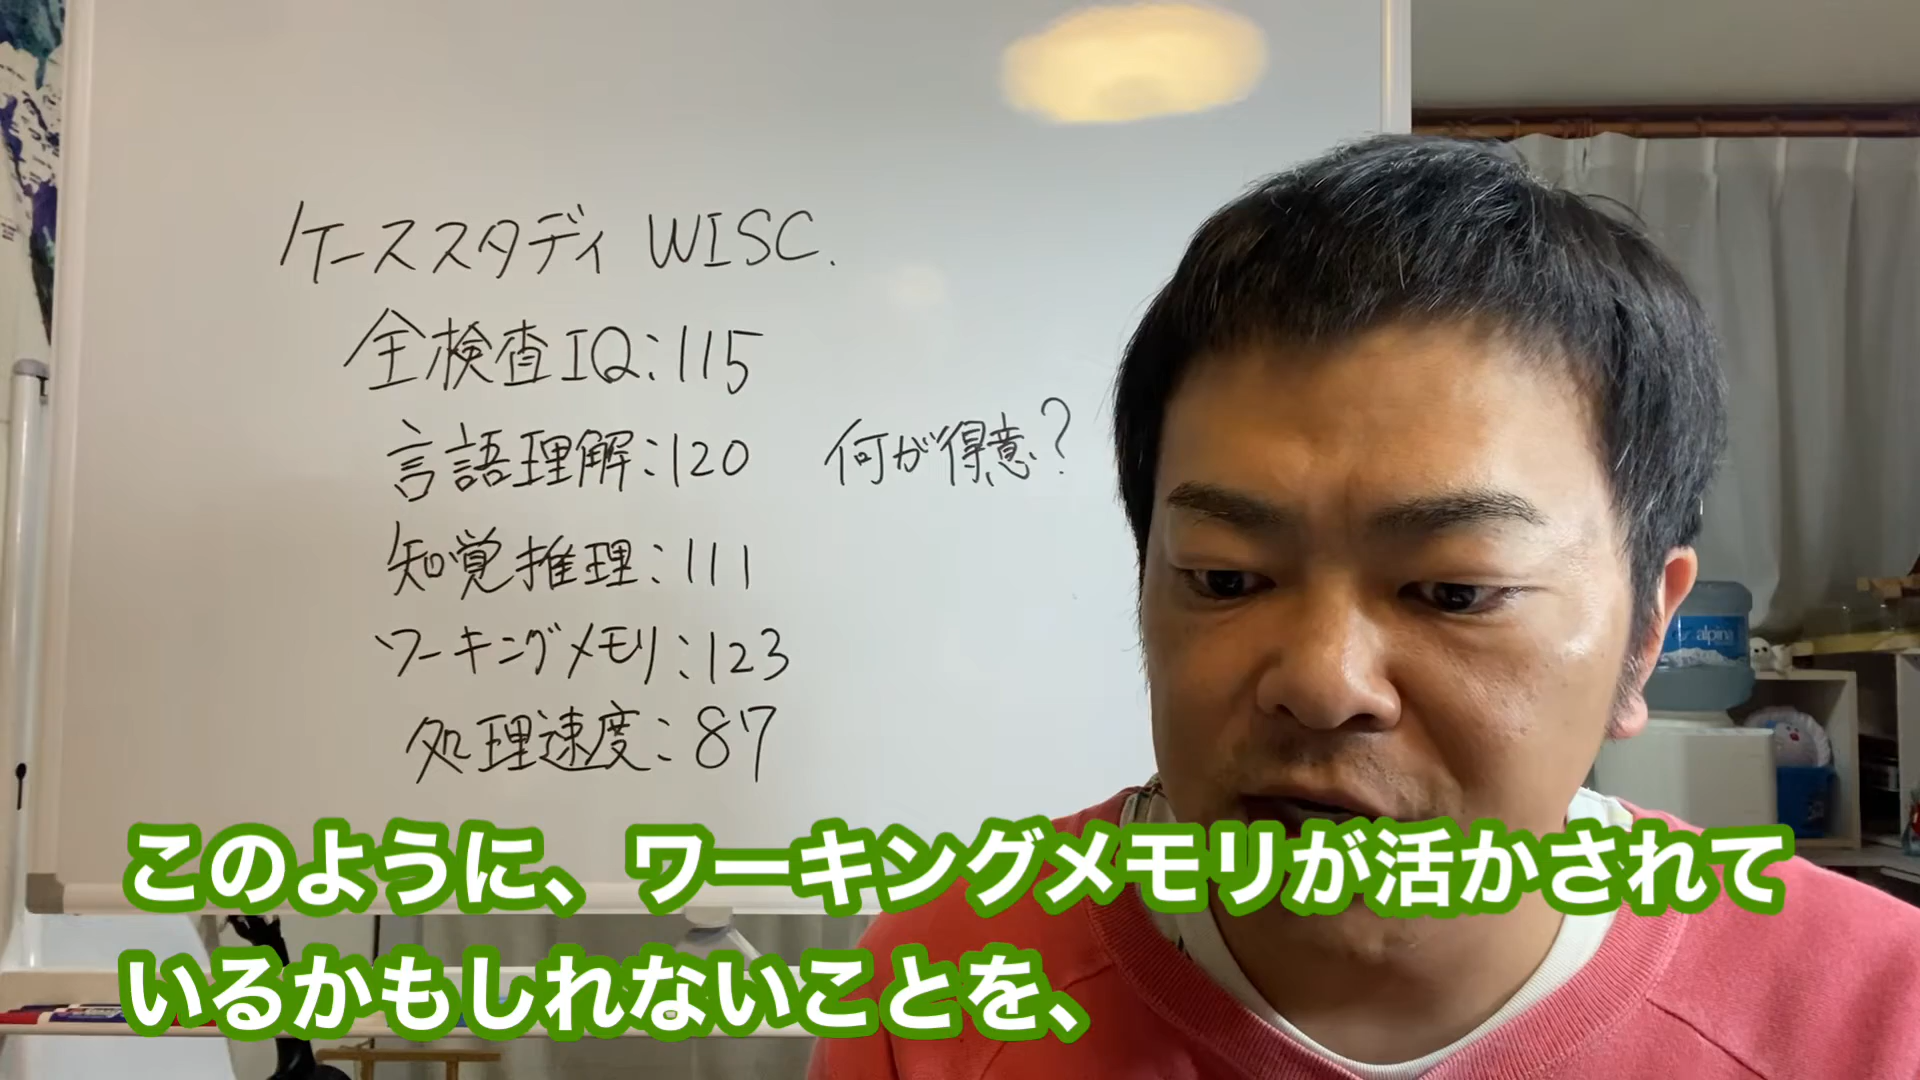 ケーススタディ WISC.
全検査IQ:115
言語理解:120 何が得意?
知覚推理:111
ワーキングメモリ:123
処理速度:87
alpina
このように、ワーキングメモリが活かされて
いるかもしれないことを、